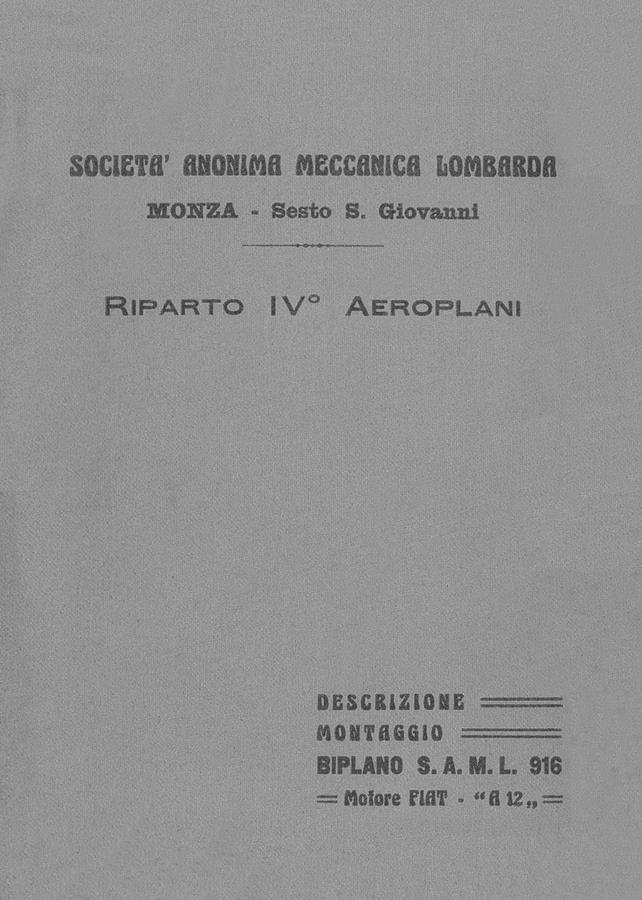 SOCIETA' ANONIMA MECCANICA LOMBARDA
MONZA - Sesto S. Giovanni
RIPARTO IV° AEROPLANI
DESCRIZIONE
MONTAGGIO
BIPLANO S. A. M. L. 916
Motore FIAT - “A 12„